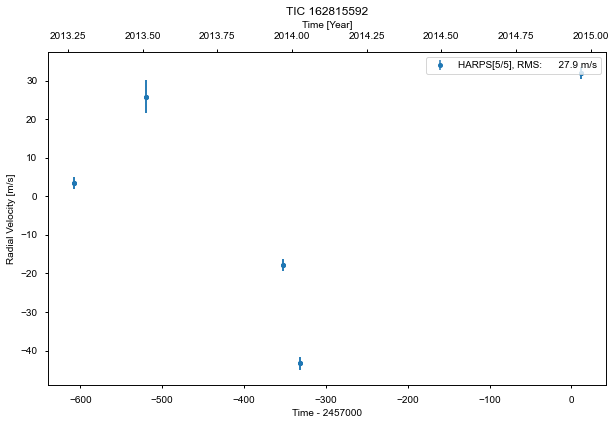 TIC 162815592
Time [Year]
2013.25 2013.50 2013.75 2014.00 2014.25 2014.50 2014.75 2015.00
HARPS[5/5], RMS: 27.9 m/s
Radial Velocity [m/s]
30
20
10
0
−10
−20
−30
−40
−600 −500 −400 −300 −200 −100 0
Time - 2457000